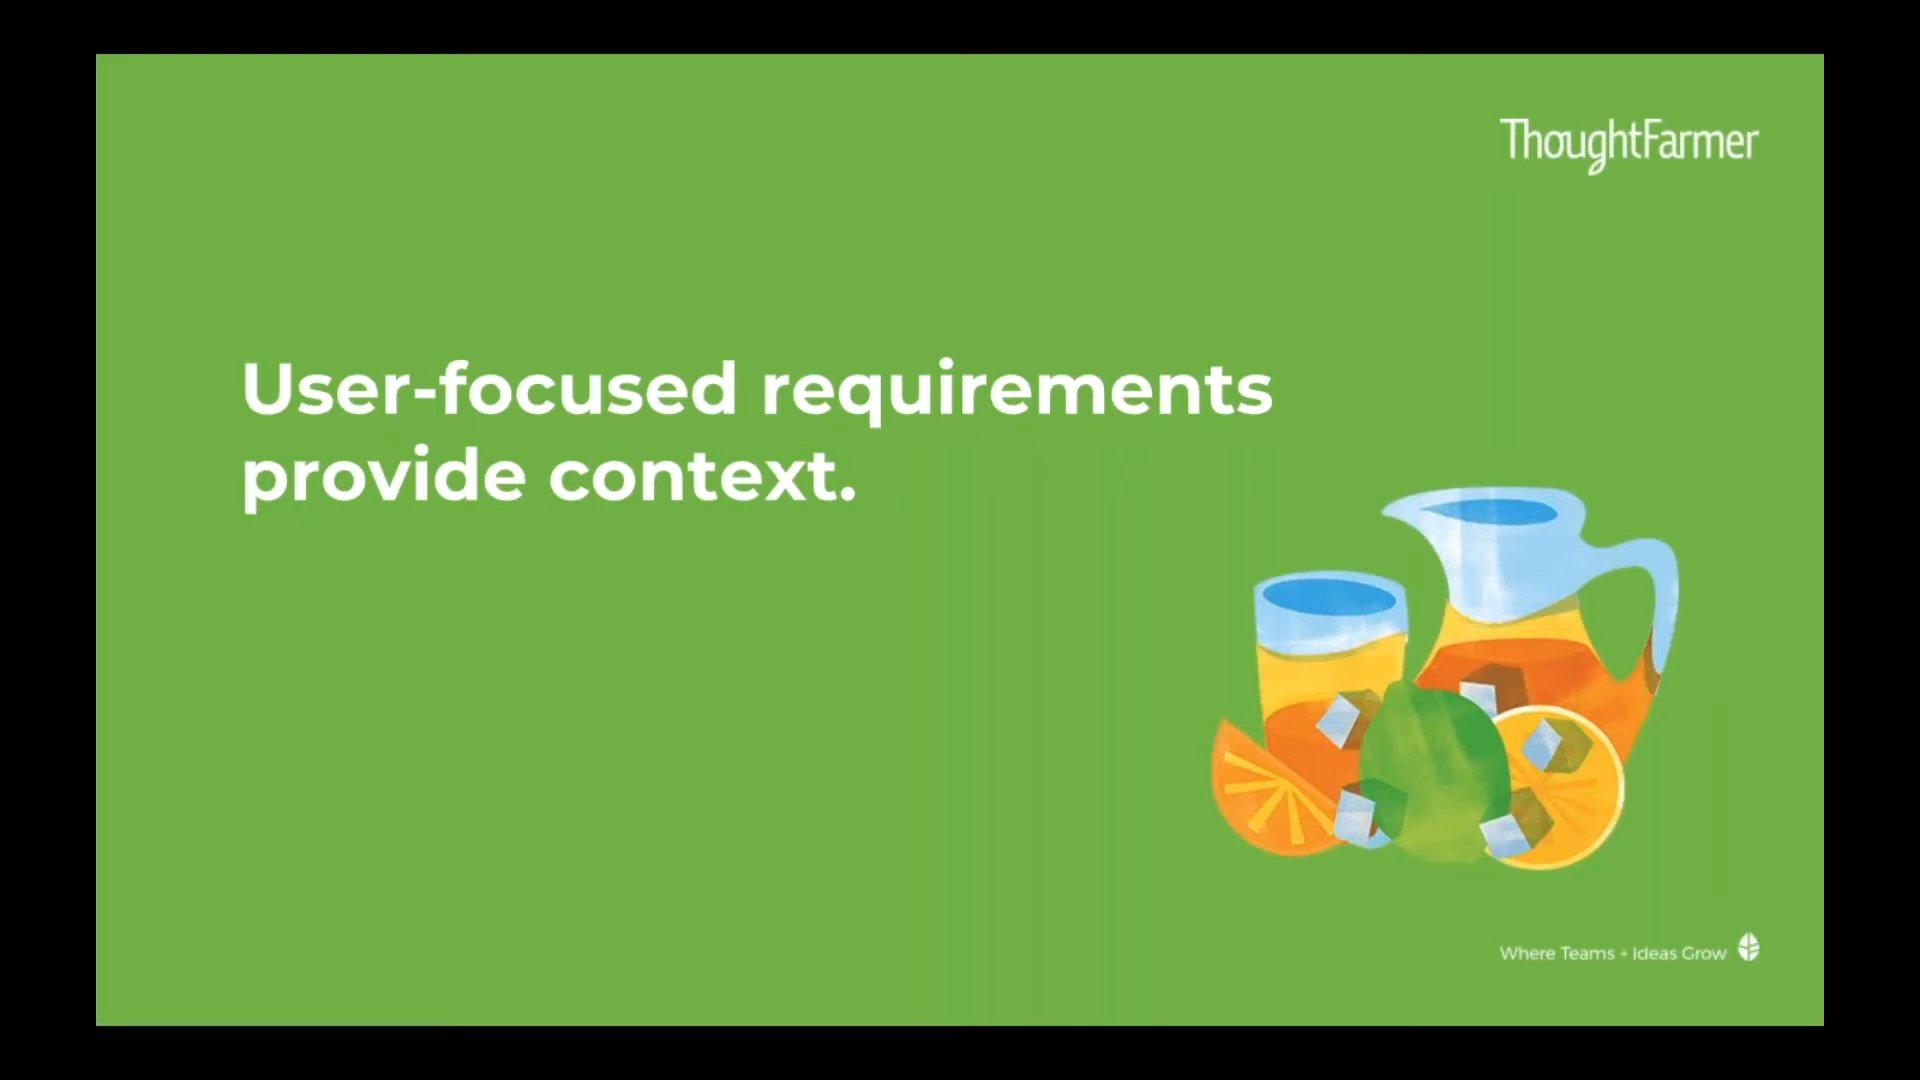 ThoughtFarmer
User-focused requirements
provide context.
Where Teams + Ideas Grow